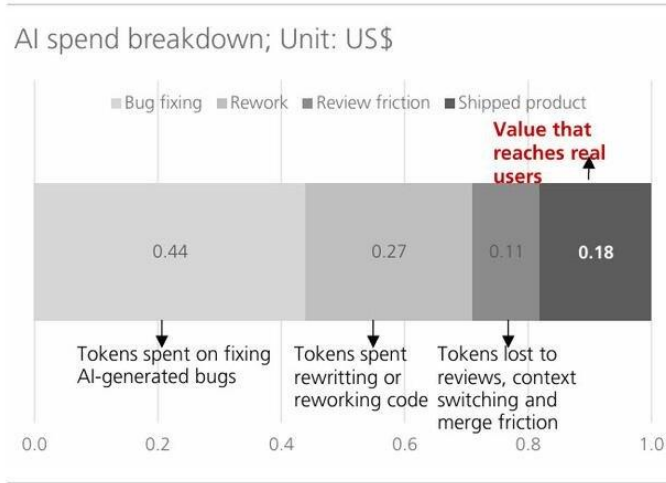 AI spend breakdown; Unit: US$
Bug fixing Rework Review friction Shipped product
Value that
reaches real
users
0.44 0.27 0.11 0.18
Tokens spent on fixing
AI-generated bugs
Tokens spent
rewritting or
reworking code
Tokens lost to
reviews, context
switching and
merge friction
0.0 0.2 0.4 0.6 0.8 1.0